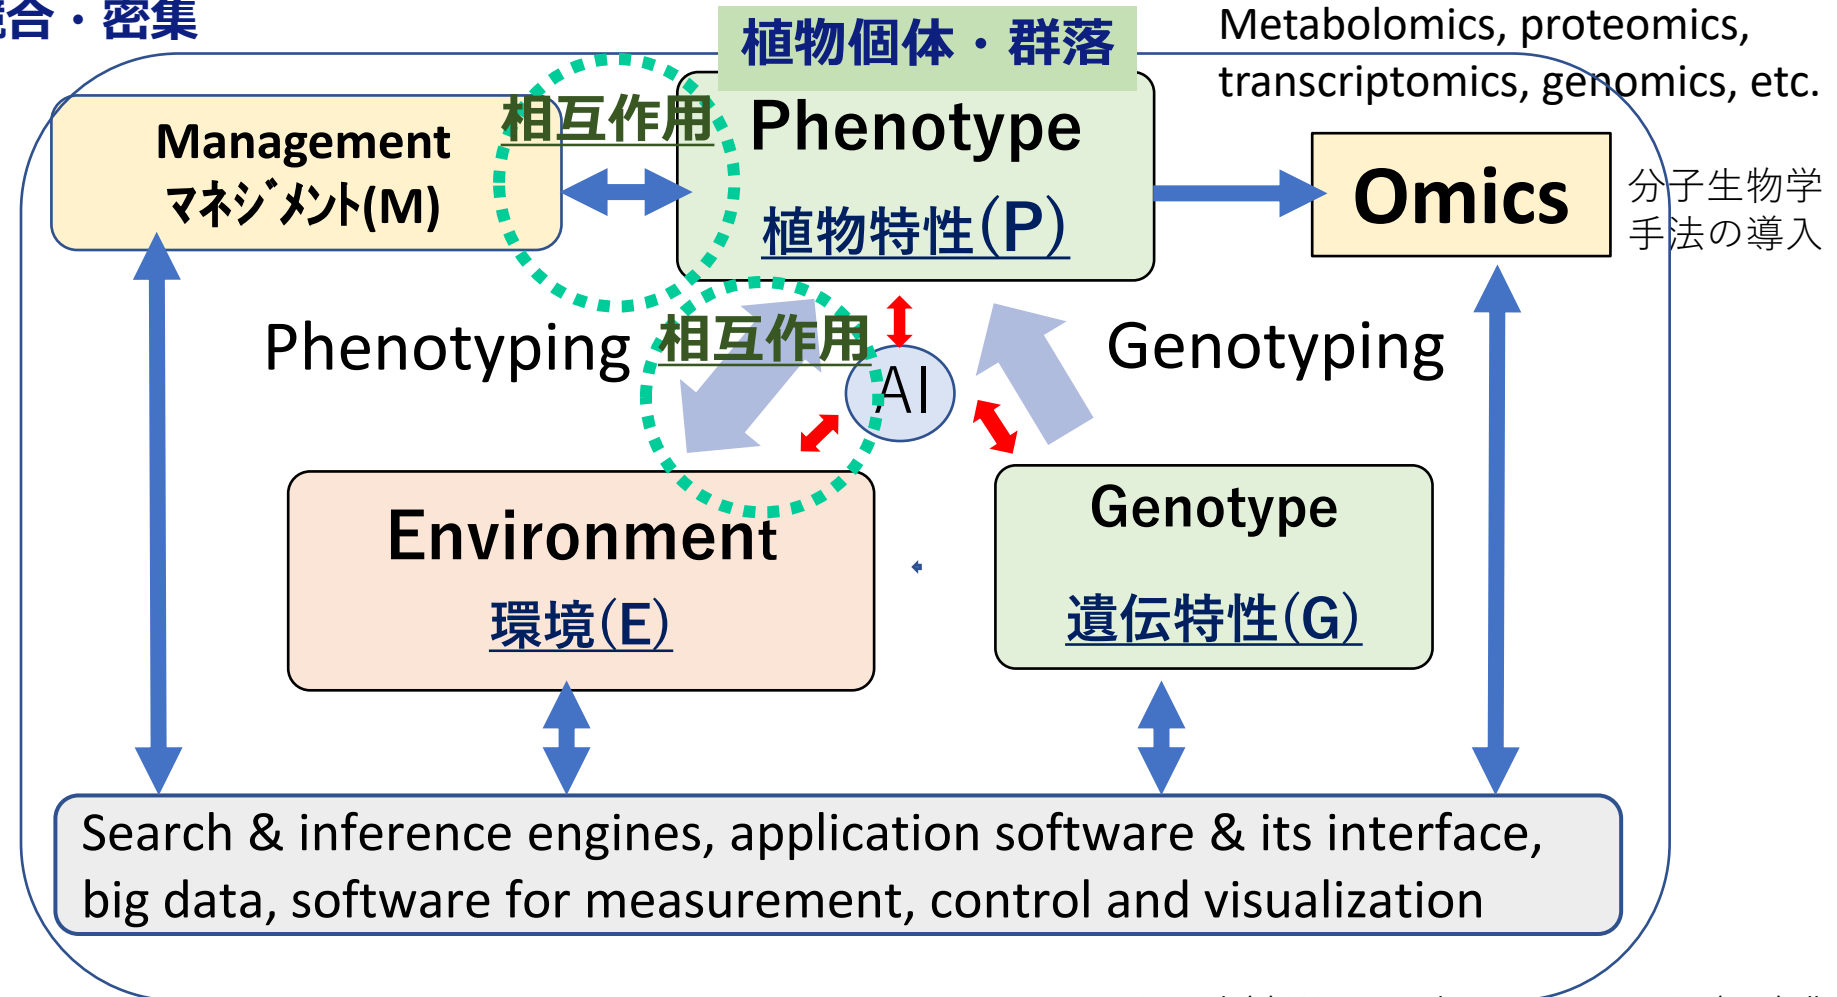 合・密集
植物個体・群落
Metabolomics, proteomics,
transcriptomics, genomics, etc.
相互作用
Management
マネジメント(M)
Phenotype
植物特性(P)
Omics
分子生物学
手法の導入
Phenotyping
相互作用
Genotyping
AI
Environment
環境(E)
Genotype
遺伝特性(G)
Search & inference engines, application software & its interface,
big data, software for measurement, control and visualization